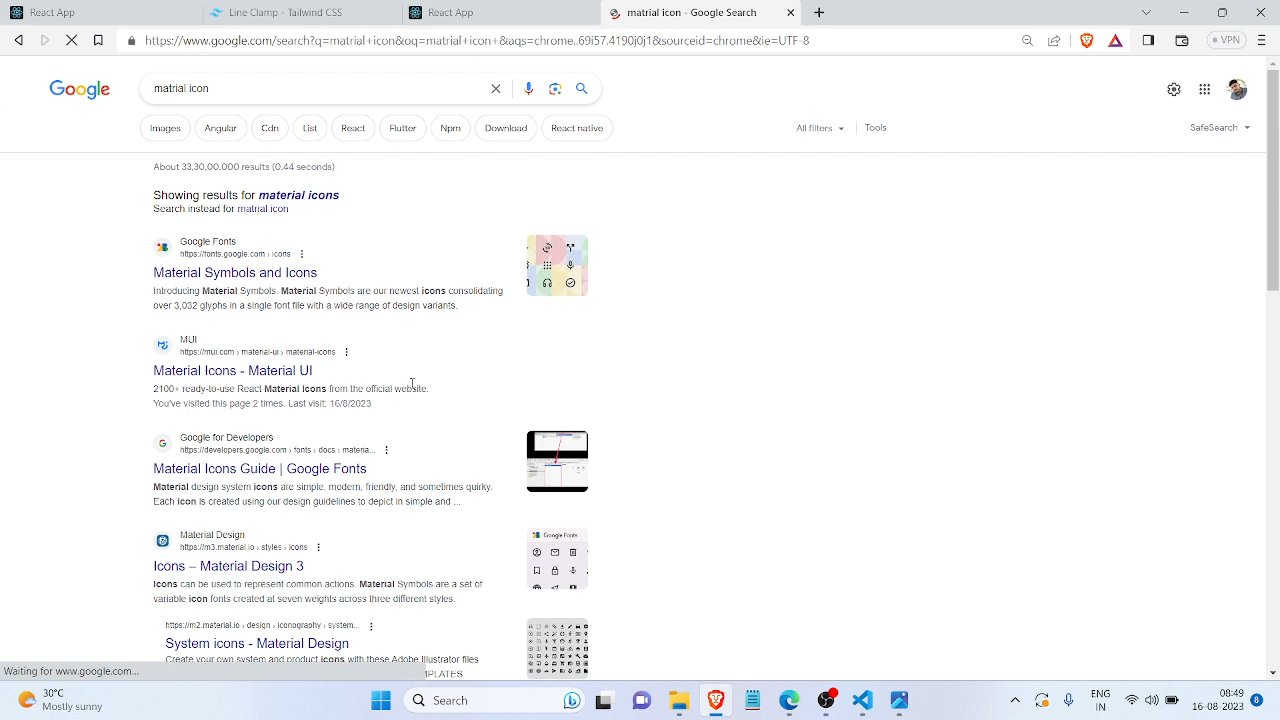 React App
Line Clamp - Tailwind CSS
React App
matrial icon - Google Search
https://www.google.com/search?q=matrial+icon&oq=matrial+icon+&aqs=chrome..69i57.4190j0j1&sourceid=chrome&ie=UTF-8
VPN
Google
matrial icon
Images
Angular
Cdn
List
React
Flutter
Npm
Download
React native
All filters
Tools
SafeSearch
About 33,30,00,000 results (0.44 seconds)
Showing results for material icons
Search instead for matrial icon
Google Fonts
https://fonts.google.com › icons
Material Symbols and Icons
Introducing Material Symbols. Material Symbols are our newest icons consolidating
over 3,032 glyphs in a single font file with a wide range of design variants.
MUI
https://mui.com › material-ui › material-icons
Material Icons - Material UI
2100+ ready-to-use React Material Icons from the official website.
You've visited this page 2 times. Last visit: 16/8/2023
Google for Developers
https://developers.google.com › fonts › docs › materia...
Material Icons Guide | Google Fonts
Material design system icons are simple, modern, friendly, and sometimes quirky.
Each icon is created using our design guidelines to depict in simple and ...
Material Design
https://m3.material.io › styles › icons
Icons – Material Design 3
Google Fonts
Icons can be used to represent common actions. Material Symbols are a set of
variable icon fonts created at seven weights across three different styles.
https://m2.material.io › design › iconography › system...
System icons - Material Design
Create your own system and product icons with these Adobe Illustrator files
MPLATES.
Waiting for www.google.com...
30°C
Mostly sunny
Search
ENG
IN
08:49
16-08-2023
8